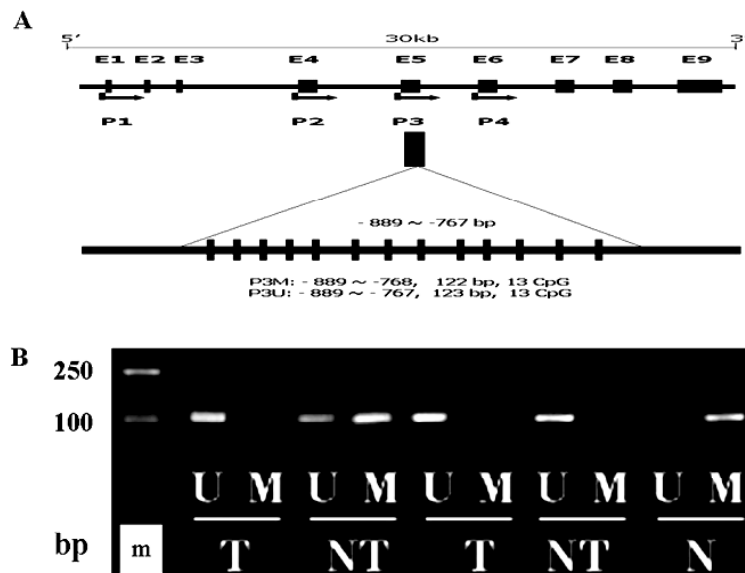 A
5' 30kb 3
E1 E2 E3 E4 E5 E6 E7 E8 E9
P1 P2 P3 P4
- 889 ~ -767 bp
P3M: - 889 ~ -768, 122 bp, 13 CpG
P3U: - 889 ~ - 767, 123 bp, 13 CpG
B
250
100
U M U M U M U M U M
bp m T NT T NT N